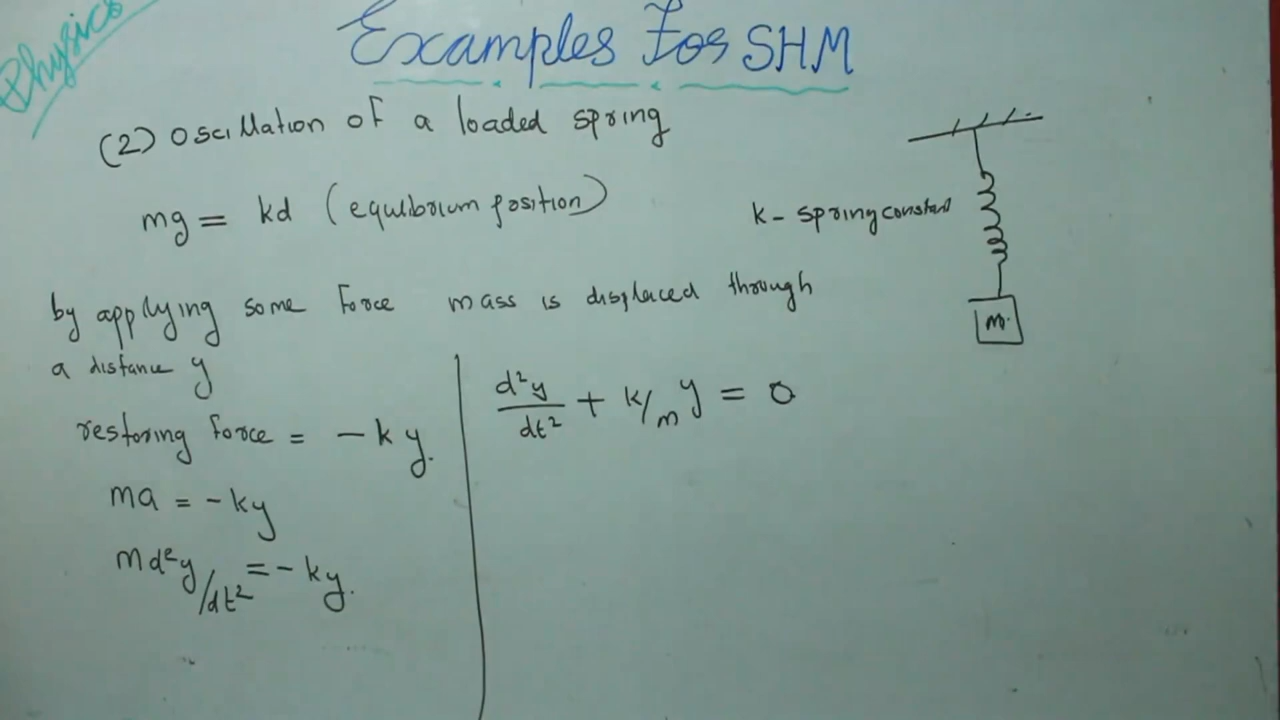 Physics
Examples For SHM
(2) Oscillation of a loaded spring
mg = kd (equilibrium position)
k - spring constant
m
by applying some Force mass is displaced through
a distance y
restoring force = -ky.
ma = -ky
md²y/dt² = -ky.
d²y/dt² + k/m y = 0